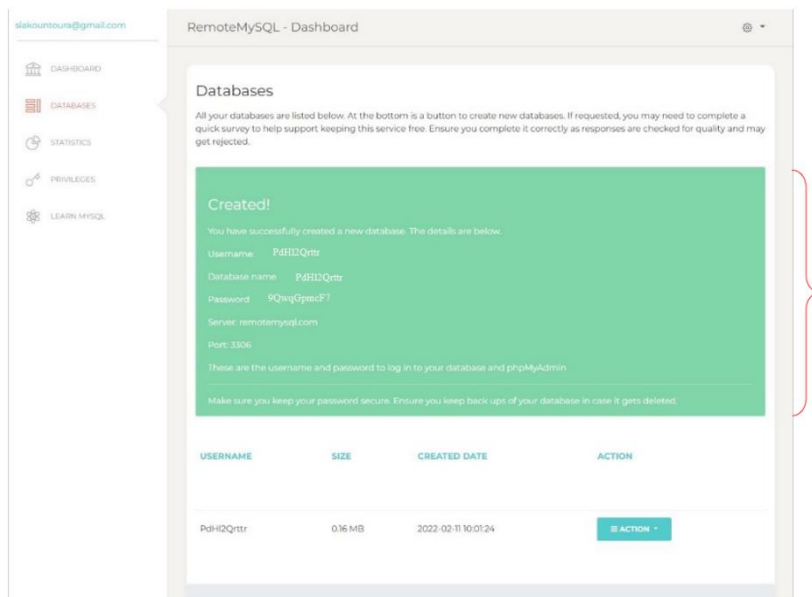 slakountoura@gmail.com
RemoteMySQL - Dashboard
DASHBOARD
DATABASES
STATISTICS
PRIVILEGES
LEARN MYSQL
Databases
All your databases are listed below. At the bottom is a button to create new databases. If requested, you may need to complete a
quick survey to help support keeping this service free. Ensure you complete it correctly as responses are checked for quality and may
get rejected.
Created!
You have successfully created a new database. The details are below.
Username: PdHI2Qrttr
Database name: PdHI2Qrttr
Password: 9QwqGpmcF7
Server: remotemysql.com
Port: 3306
These are the username and password to log in to your database and phpMyAdmin
Make sure you keep your password secure. Ensure you keep back ups of your database in case it gets deleted.
USERNAME SIZE CREATED DATE ACTION
PdHI2Qrttr 0.16 MB 2022-02-11 10:01:24 ACTION